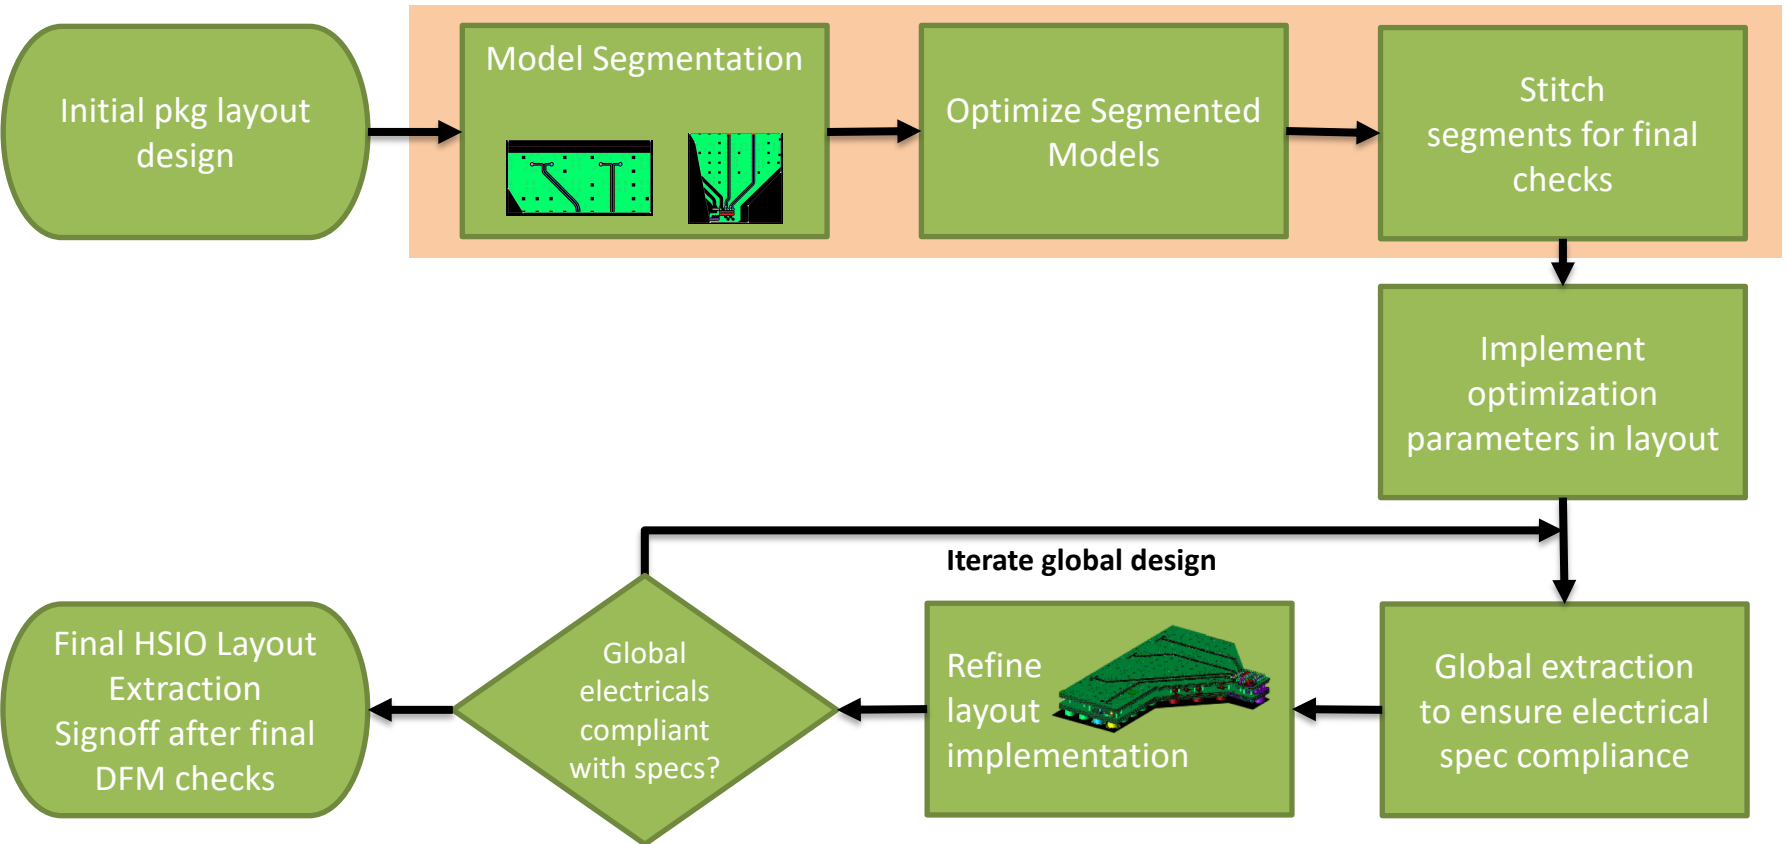 Initial pkg layout
design
Model Segmentation
Optimize Segmented
Models
Stitch
segments for final
checks
Implement
optimization
parameters in layout
Iterate global design
Global extraction
to ensure electrical
spec compliance
Refine
layout
implementation
Global
electricals
compliant
with specs?
Final HSIO Layout
Extraction
Signoff after final
DFM checks